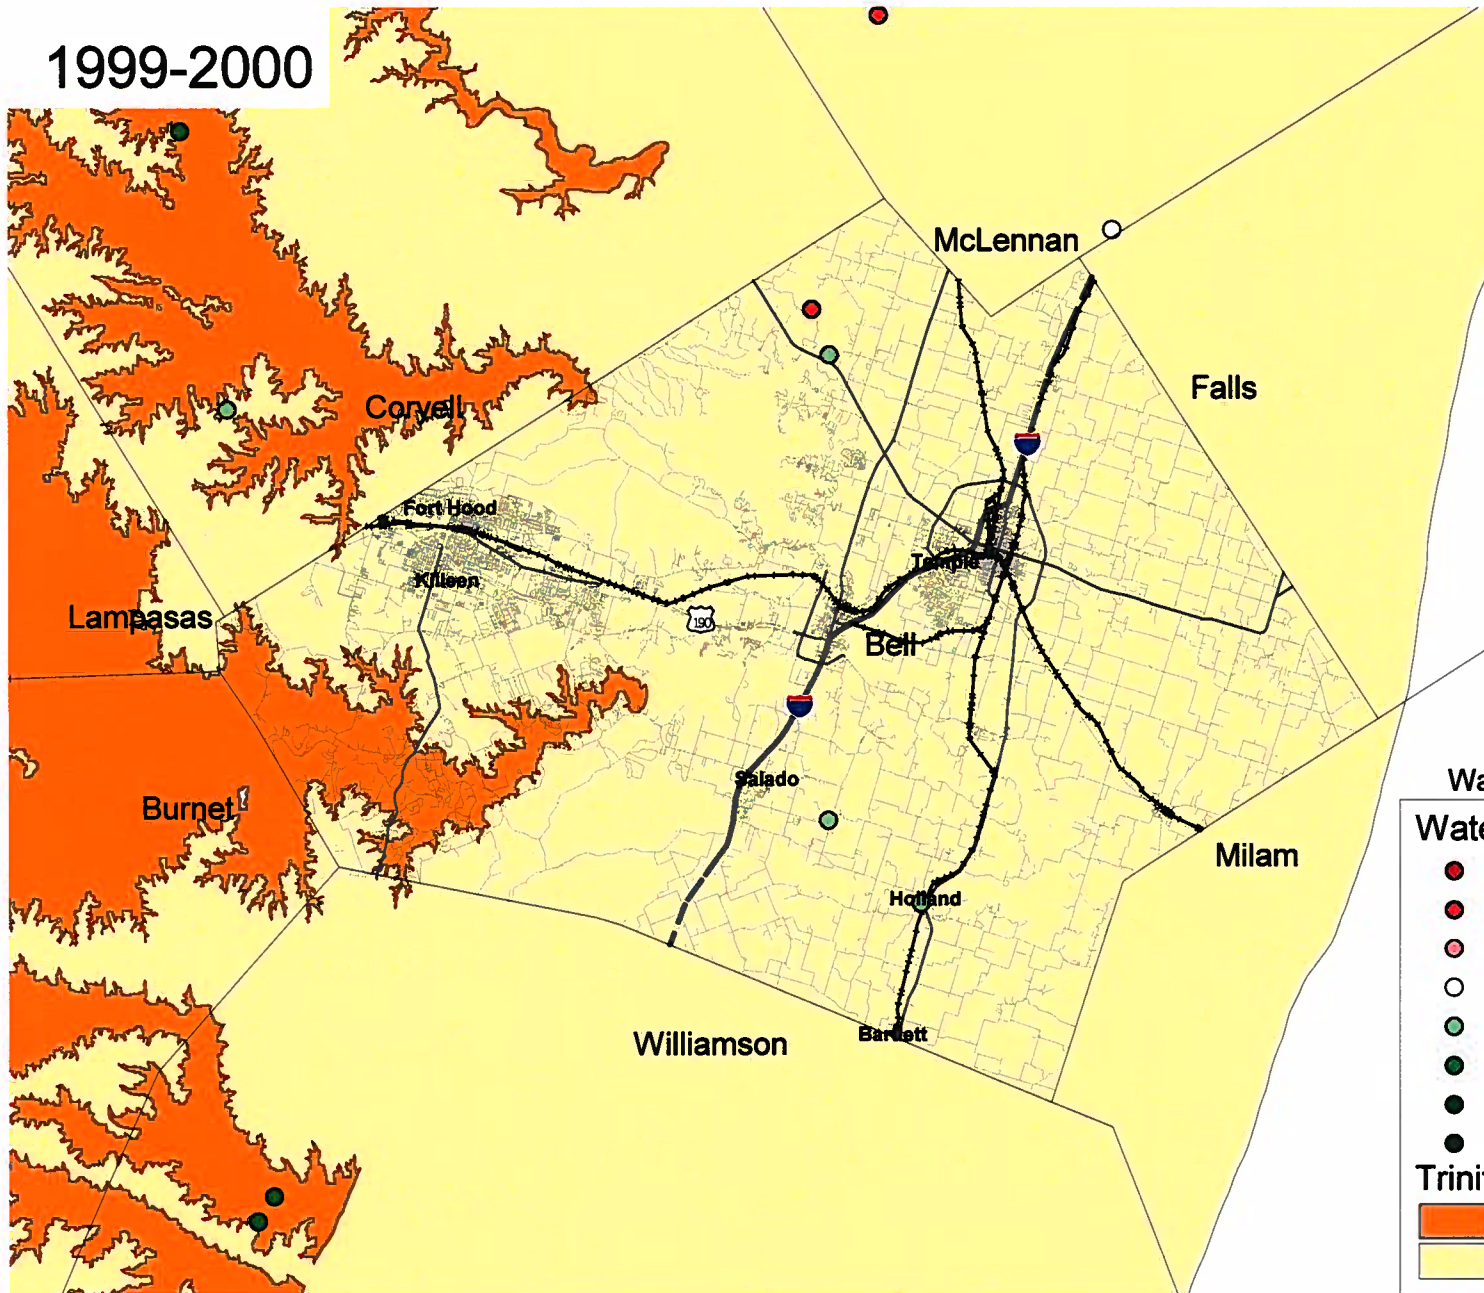 1999-2000
McLennan
Falls
Coryell
Fort Hood
Killeen
Temple
Lampasas
190
Bell
Salado
Burnet
Wa
Wate
Milam
Holland
Williamson
Bartlett
Trinit